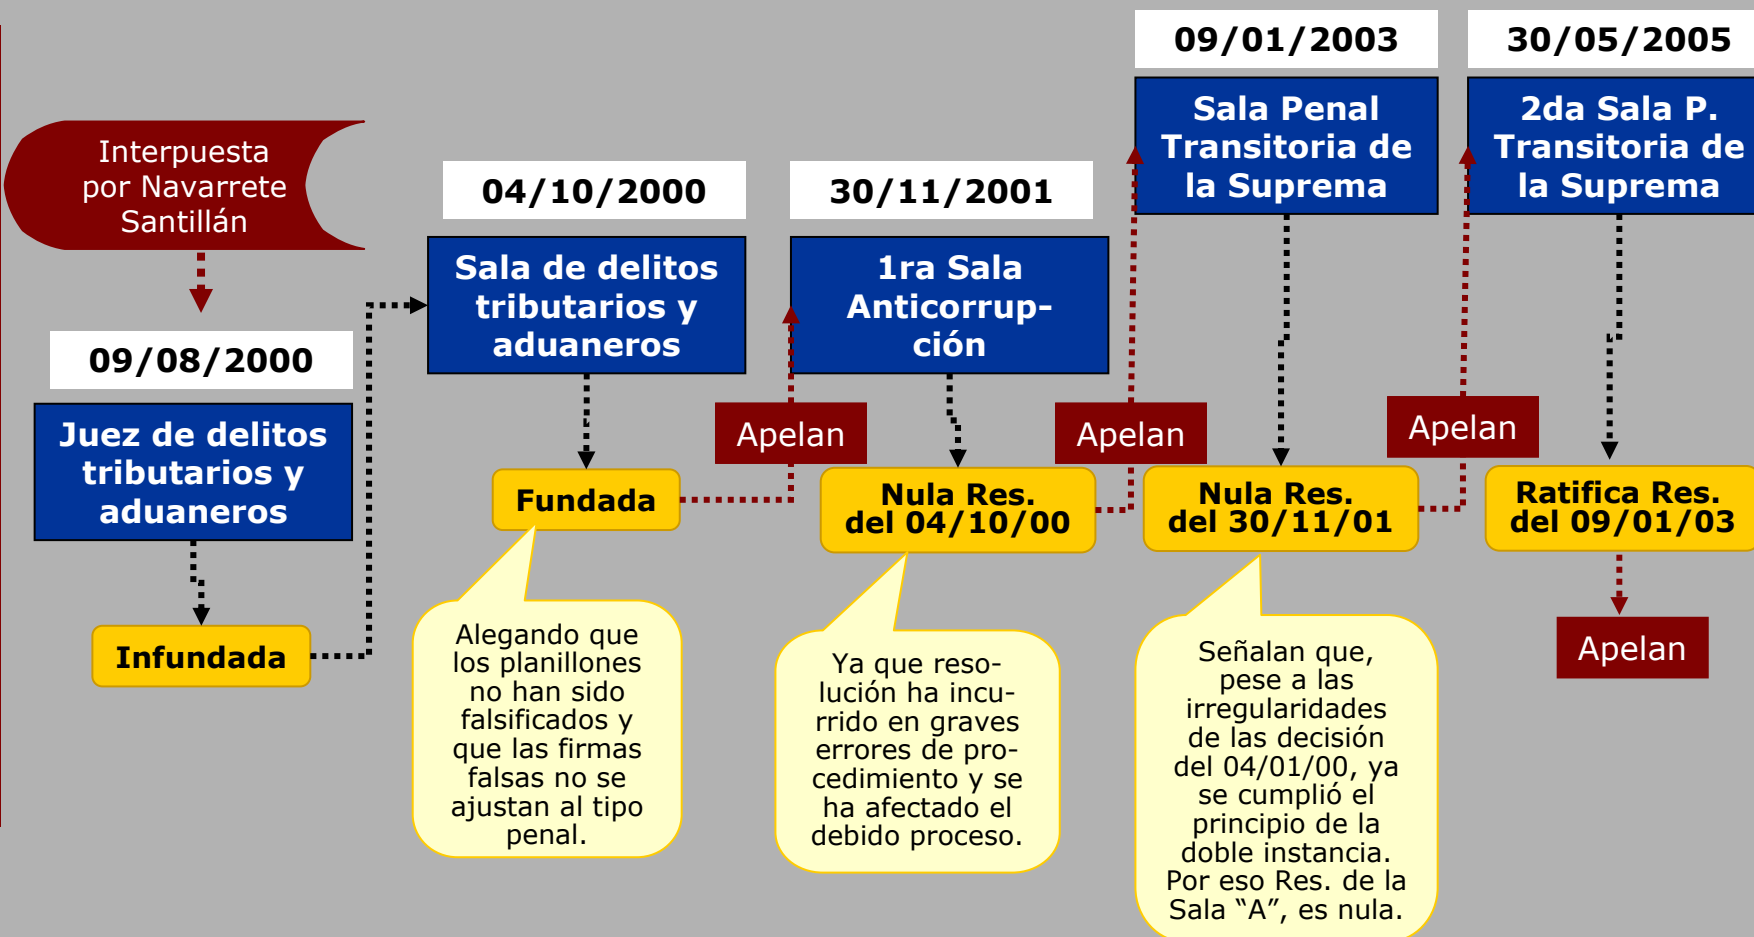 Interpuesta
por Navarrete
Santillán
09/08/2000
Juez de delitos
tributarios y
aduaneros
Infundada
04/10/2000
Sala de delitos
tributarios y
aduaneros
Fundada
Alegando que
los planillones
no han sido
falsificados y
que las firmas
falsas no se
ajustan al tipo
penal.
Apelan
30/11/2001
1ra Sala
Anticorrup-
ción
Nula Res.
del 04/10/00
Ya que reso-
lución ha incu-
rrido en graves
errores de pro-
cedimiento y se
ha afectado el
debido proceso.
Apelan
09/01/2003
Sala Penal
Transitoria de
la Suprema
Nula Res.
del 30/11/01
Señalan que,
pese a las
irregularidades
de las decisión
del 04/01/00, ya
se cumplió el
principio de la
doble instancia.
Por eso Res. de la
Sala “A”, es nula.
Apelan
30/05/2005
2da Sala P.
Transitoria de
la Suprema
Ratifica Res.
del 09/01/03
Apelan